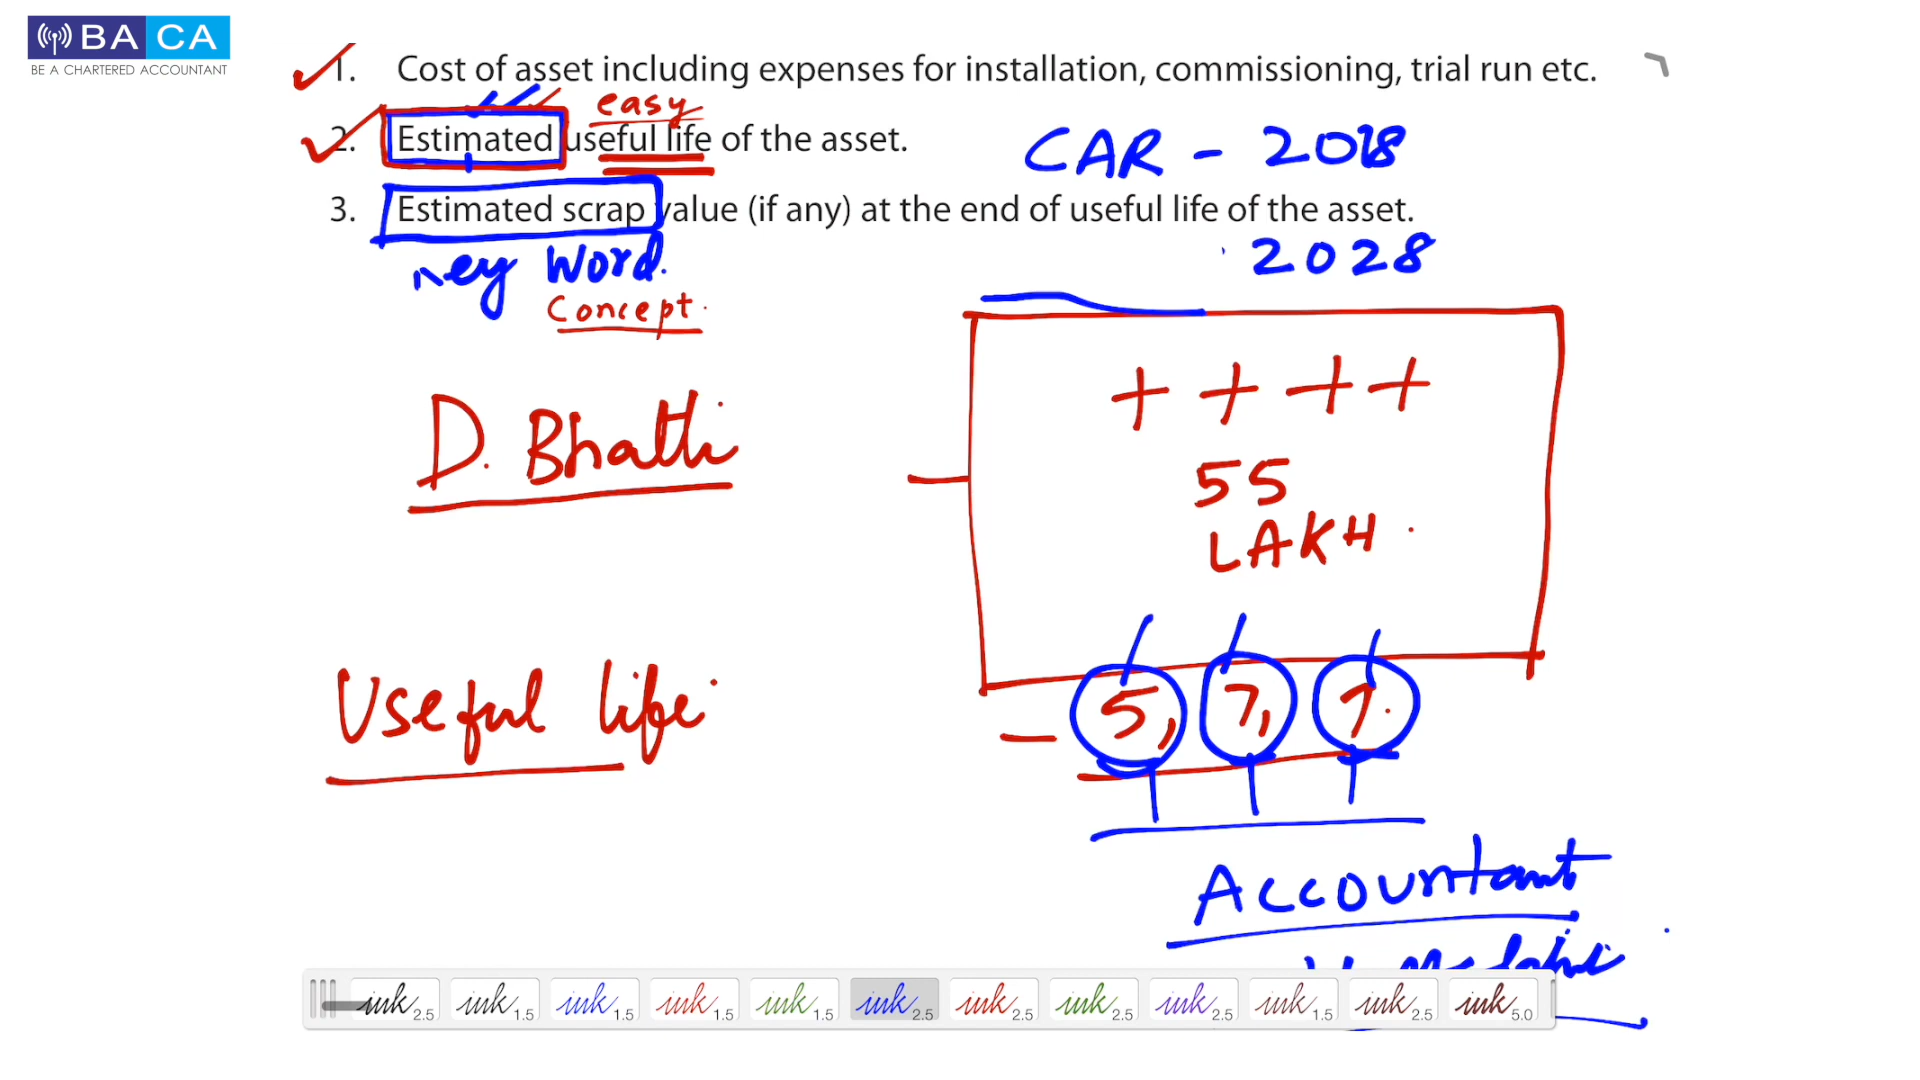 BA CA
BE A CHARTERED ACCOUNTANT
1. Cost of asset including expenses for installation, commissioning, trial run etc.
easy
2. Estimated useful life of the asset.
CAR - 2018
3. Estimated scrap value (if any) at the end of useful life of the asset.
Key Word.
2028
Concept.
+ + + +
D. Bhatti
55
LAKH.
Useful life
- 5, 7,
Accountant
ink 2.5 ink 1.5 ink 1.5 ink 1.5 ink 1.5 ink 2.5 ink 2.5 ink 2.5 ink 2.5 ink 1.5 ink 2.5 ink 5.0